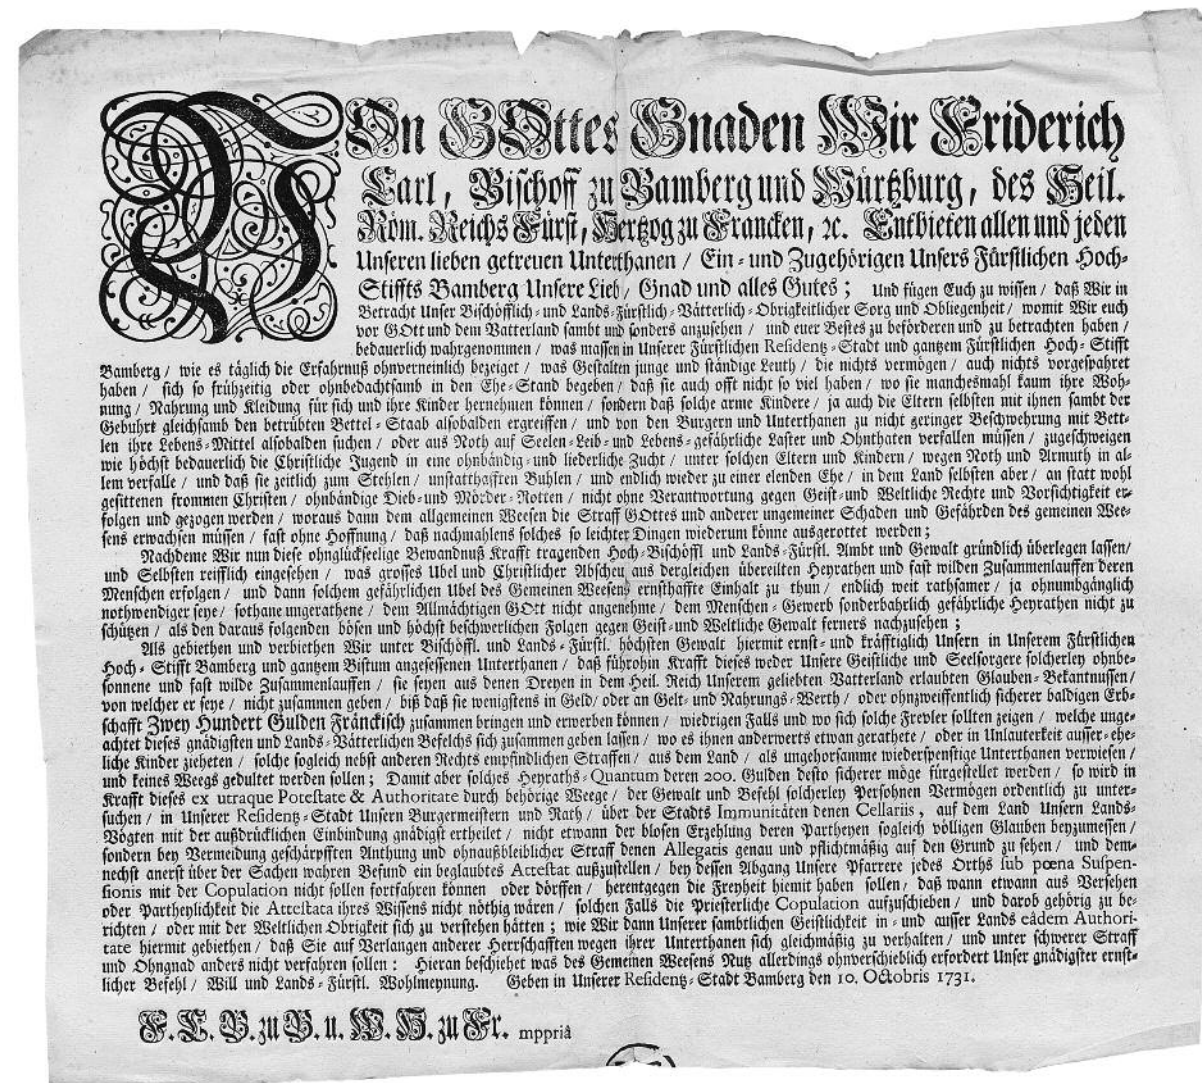 VOn GOttes Gnaden Wir Friderich
Carl, Bischoff zu Bamberg und Würtzburg, des Heil.
Röm. Reichs Fürst, Hertzog zu Francken, ꝛc. Entbieten allen und jeden
Unseren lieben getreuen Unterthanen / Ein- und Zugehörigen Unsers Fürstlichen Hoch-
Stiffts Bamberg Unsere Lieb / Gnad und alles Gutes; Und fügen Euch zu wissen / daß Wir in
Betracht Unser Bischöfflich- und Lands-Fürstlich-Vätterlich-Obrigkeitlicher Sorg und Obliegenheit / womit Wir euch
vor GOtt und dem Vatterland sambt und sonders anzusehen / und euer Bestes zu beförderen und zu betrachten haben /
bedauerlich wahrgenommen / was massen in Unserer Fürstlichen Residentz-Stadt und gantzem Fürstlichen Hoch-Stifft
Bamberg / wie es täglich die Erfahrnuß ohnverneinlich bezeiget / was Gestalten junge und ständige Leuth / die nichts vermögen / auch nichts vorgespahret
haben / sich so frühzeitig oder ohnbedachtsamb in den Ehe-Stand begeben / daß sie auch offt nicht so viel haben / wo sie manchesmahl kaum ihre Woh-
nung / Nahrung und Kleidung für sich und ihre Kinder hernehmen können / sondern daß solche arme Kindere / ja auch die Eltern selbsten mit ihnen sambt der
Gebuhrt gleichsamb den betrübten Bettel-Staab alsobalden ergreiffen / und von den Burgern und Unterthanen zu nicht geringer Beschwehrung mit Bett-
len ihre Lebens-Mittel alsobalden suchen / oder aus Noth auf Seelen-Leib- und Lebens-gefährliche Laster und Ohnthaten verfallen müssen / zugeschweigen
wie höchst bedauerlich die Christliche Jugend in eine ohnbändig- und liederliche Zucht / unter solchen Eltern und Kindern / wegen Noth und Armuth in al-
lem verfalle / und daß sie zeitlich zum Stehlen / unstatthafften Buhlen / und endlich wieder zu einer elenden Ehe / in dem Land selbsten aber / an statt wohl
gesittenen frommen Christen / ohnbändige Dieb- und Mörder-Rotten / nicht ohne Verantwortung gegen Geist- und Weltliche Rechte und Vorsichtigkeit er-
folgen und gezogen werden / woraus dann dem allgemeinen Weesen die Straff GOttes und anderer ungemeiner Schaden und Gefährden des gemeinen Wee-
sens erwachsen müssen / fast ohne Hoffnung / daß nachmahlens solches so leichter Dingen wiederum könne ausgerottet werden;
Nachdeme Wir nun diese ohnglückseelige Bewandnuß Krafft tragenden Hoch-Bischöffl und Lands-Fürstl. Ambt und Gewalt gründlich überlegen lassen /
und Selbsten reifflich eingesehen / was grosses Ubel und Christlicher Abscheu aus dergleichen übereilten Heyrathen und fast wilden Zusammenlauffen deren
Menschen erfolgen / und dann solchem gefährlichen Ubel des Gemeinen Weesens ernsthaffte Einhalt zu thun / endlich weit rathsamer / ja ohnumbgänglich
nothwendiger seye / sothane ungerathene / dem Allmächtigen GOtt nicht angenehme / dem Menschen-Gewerb sonderbahrlich gefährliche Heyrathen nicht zu
schützen / als den daraus folgenden bösen und höchst beschwerlichen Folgen gegen Geist- und Weltliche Gewalt ferners nachzusehen;
Als gebiethen und verbiethen Wir unter Bischöffl. und Lands-Fürstl. höchsten Gewalt hiermit ernst- und kräfftiglich Unsern in Unserem Fürstlichen
Hoch-Stifft Bamberg und gantzem Bistum angesessenen Unterthanen / daß führohin Krafft dieses weder Unsere Geistliche und Seelsorgere solcherley ohnbe-
sonnene und fast wilde Zusammenlauffen / sie seyen aus denen Dreyen in dem Heil. Reich Unserem geliebten Vatterland erlaubten Glauben-Bekantnussen /
von welcher er seye / nicht zusammen geben / biß daß sie wenigstens in Geld / oder an Gelt- und Nahrungs-Werth / oder ohnzweiffentlich sicherer baldigen Erb-
schafft Zwey Hundert Gulden Fränckisch zusammen bringen und erwerben können / wiedrigen Falls und wo sich solche Frevler sollten zeigen / welche unge-
achtet dieses gnädigsten und Lands-Vätterlichen Befelchs sich zusammen geben lassen / wo es ihnen anderwerts etwan gerathete / oder in Unlauterkeit ausser-ehe-
liche Kinder zieheten / solche sogleich nebst anderen Rechts empfindlichen Straffen / aus dem Land / als ungehorsamme wiederspenstige Unterthanen verwiesen /
und keines Weegs gedultet werden sollen; Damit aber solches Heyraths-Quantum deren 200. Gulden desto sicherer möge fürgestellet werden / so wird in
Krafft dieses ex utraque Potestate & Authoritate durch behörige Weege / der Gewalt und Befehl solcherley Persohnen Vermögen ordentlich zu unter-
suchen / in Unserer Residentz-Stadt Unsern Burgermeistern und Rath / über der Stadts Immunitäten denen Cellariis, auf dem Land Unsern Lands-
Vögten mit der außdrücklichen Einbindung gnädigst ertheilet / nicht etwann der blosen Erzehlung deren Partheyen sogleich völligen Glauben beyzumessen /
sondern bey Vermeidung geschärpfften Anthung und ohnaußbleiblicher Straff denen Allegatis genau und pflichtmäßig auf den Grund zu sehen / und dem-
nechst anerst über der Sachen wahren Befund ein beglaubtes Attestat außzustellen / bey dessen Abgang Unsere Pfarrere jedes Orths sub pœna Suspen-
sionis mit der Copulation nicht sollen fortfahren können oder dörffen / herentgegen die Freyheit hiemit haben sollen / daß wann etwann aus Versehen
oder Partheylichkeit die Attestata ihres Wissens nicht nöthig wären / solchen Falls die Priesterliche Copulation aufzuschieben / und darob gehörig zu be-
richten / oder mit der Weltlichen Obrigkeit sich zu verstehen hätten; wie Wir dann Unserer sambtlichen Geistlichkeit in- und ausser Lands eâdem Authori-
tate hiermit gebiethen / daß Sie auf Verlangen anderer Herrschafften wegen ihrer Unterthanen sich gleichmäßig zu verhalten / und unter schwerer Straff
und Ohngnad anders nicht verfahren sollen: Hieran beschiehet was des Gemeinen Weesens Nutz allerdings ohnverschieblich erfordert Unser gnädigster ernst-
licher Befehl / Will und Lands-Fürstl. Wohlmeynung. Geben in Unserer Residentz-Stadt Bamberg den 10. Octobris 1731.
F. C. B. zu B. u. W. H. zu Fr. mppriâ